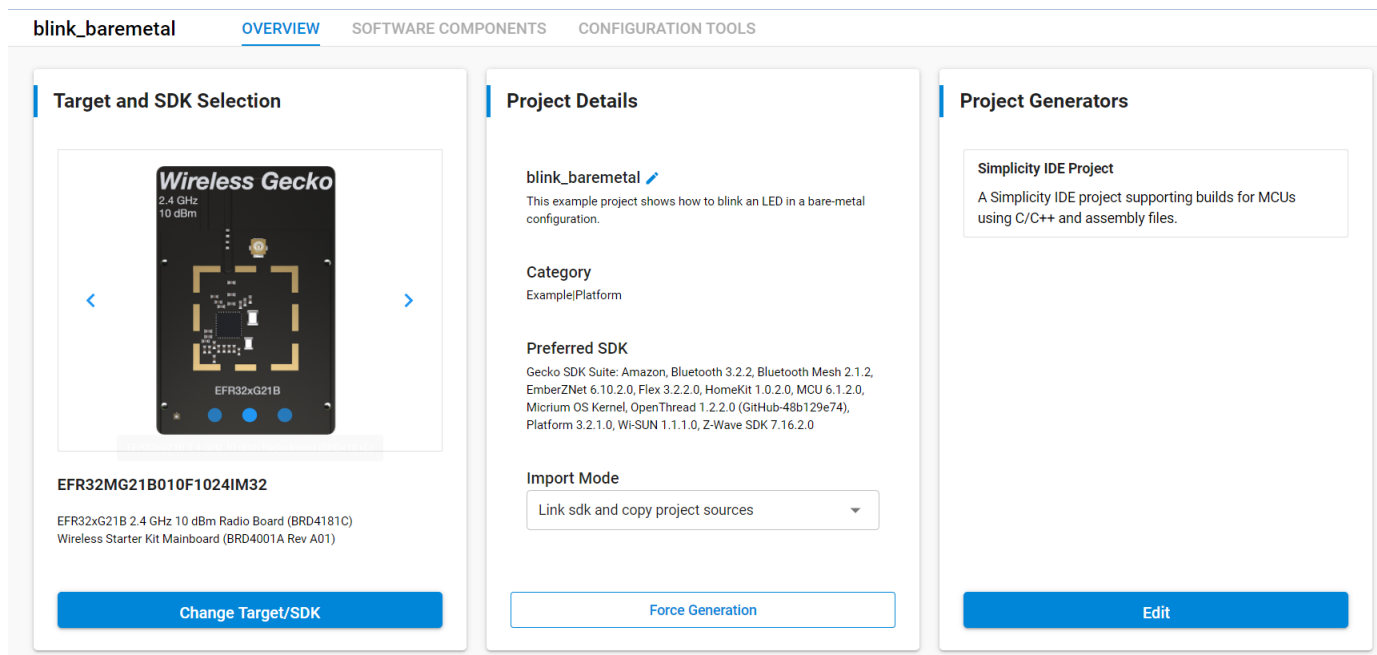 blink_baremetal
OVERVIEW
SOFTWARE COMPONENTS
CONFIGURATION TOOLS
Target and SDK Selection
Wireless Gecko
2.4 GHz
10 dBm
EFR32xG21B
EFR32MG21B010F1024IM32
EFR32xG21B 2.4 GHz 10 dBm Radio Board (BRD4181C)
Wireless Starter Kit Mainboard (BRD4001A Rev A01)
Change Target/SDK
Project Details
blink_baremetal
This example project shows how to blink an LED in a bare-metal
configuration.
Category
Example|Platform
Preferred SDK
Gecko SDK Suite: Amazon, Bluetooth 3.2.2, Bluetooth Mesh 2.1.2,
EmberZNet 6.10.2.0, Flex 3.2.2.0, HomeKit 1.0.2.0, MCU 6.1.2.0,
Micrium OS Kernel, OpenThread 1.2.2.0 (GitHub-48b129e74),
Platform 3.2.1.0, Wi-SUN 1.1.1.0, Z-Wave SDK 7.16.2.0
Import Mode
Link sdk and copy project sources
Force Generation
Project Generators
Simplicity IDE Project
A Simplicity IDE project supporting builds for MCUs
using C/C++ and assembly files.
Edit